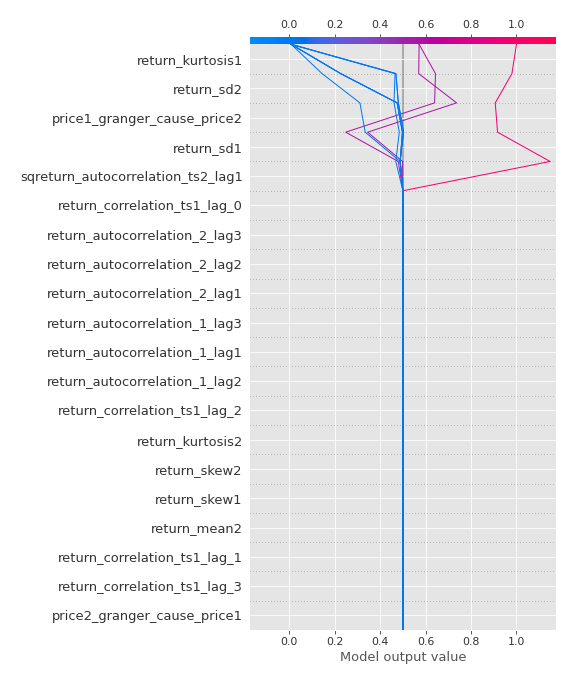 0.0 0.2 0.4 0.6 0.8 1.0
return_kurtosis1
return_sd2
price1_granger_cause_price2
return_sd1
sqreturn_autocorrelation_ts2_lag1
return_correlation_ts1_lag_0
return_autocorrelation_2_lag3
return_autocorrelation_2_lag2
return_autocorrelation_2_lag1
return_autocorrelation_1_lag3
return_autocorrelation_1_lag1
return_autocorrelation_1_lag2
return_correlation_ts1_lag_2
return_kurtosis2
return_skew2
return_skew1
return_mean2
return_correlation_ts1_lag_1
return_correlation_ts1_lag_3
price2_granger_cause_price1
0.0 0.2 0.4 0.6 0.8 1.0
Model output value